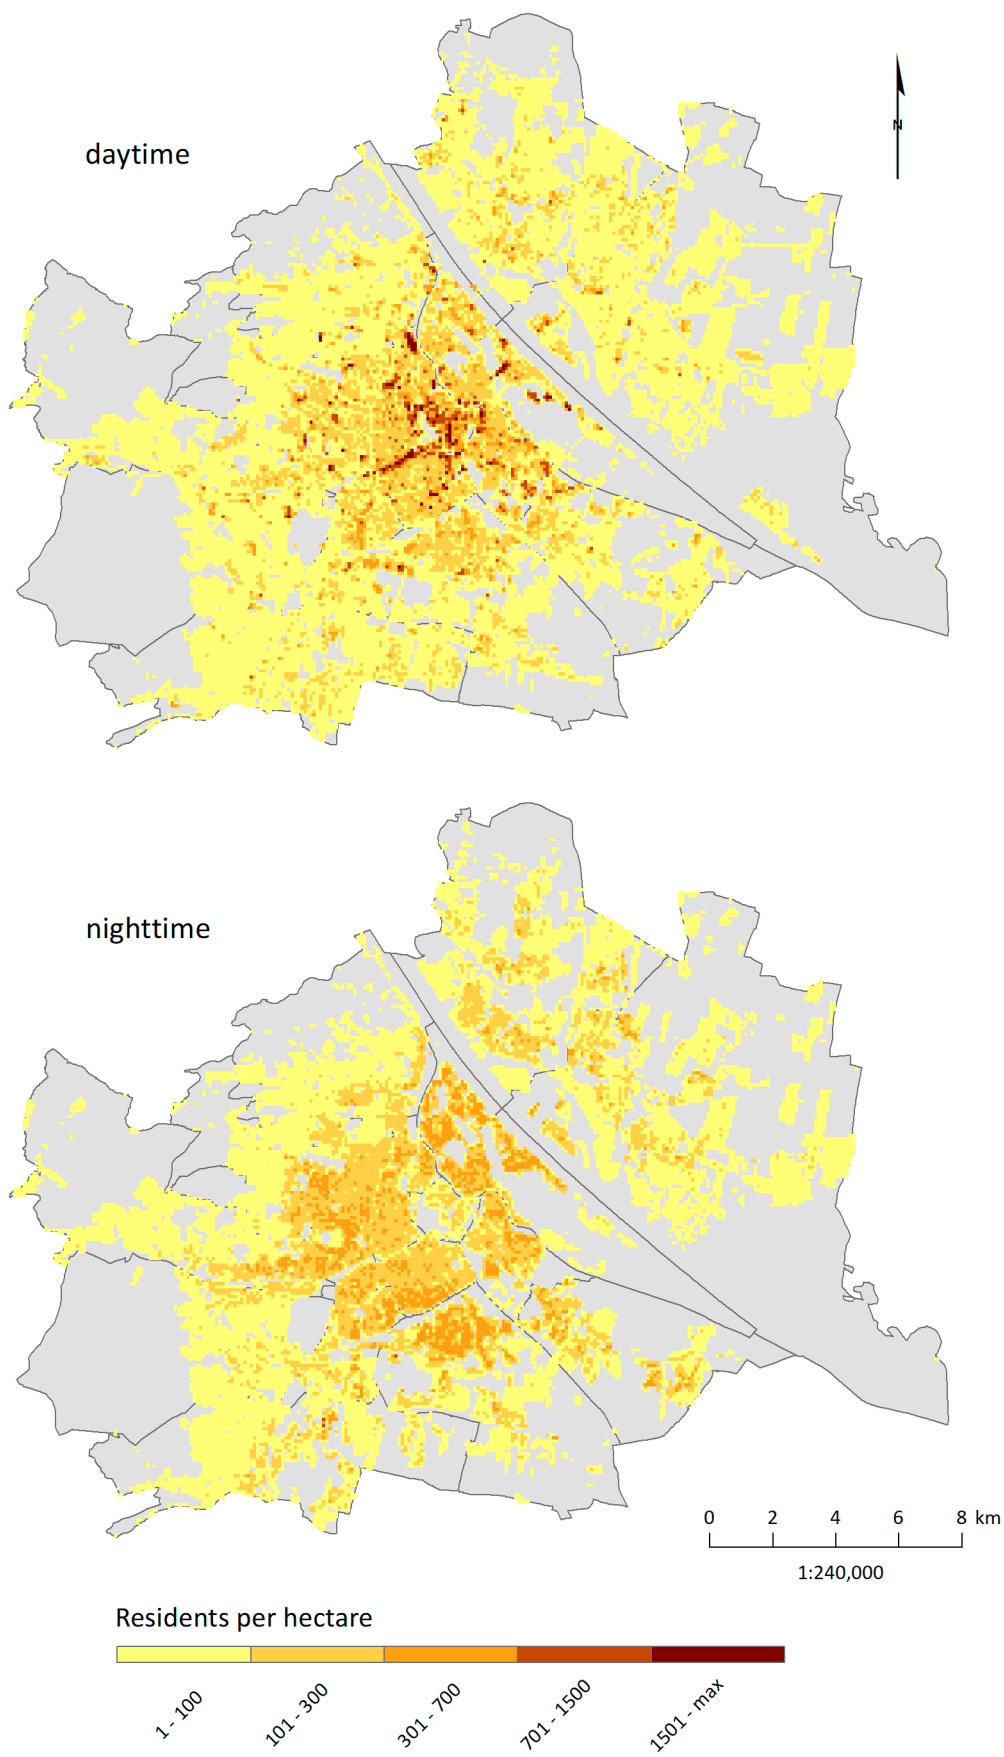 daytime
N
nighttime
0 2 4 6 8 km
1:240,000
Residents per hectare
1 - 100
101 - 300
301 - 700
701 - 1500
1501 - max